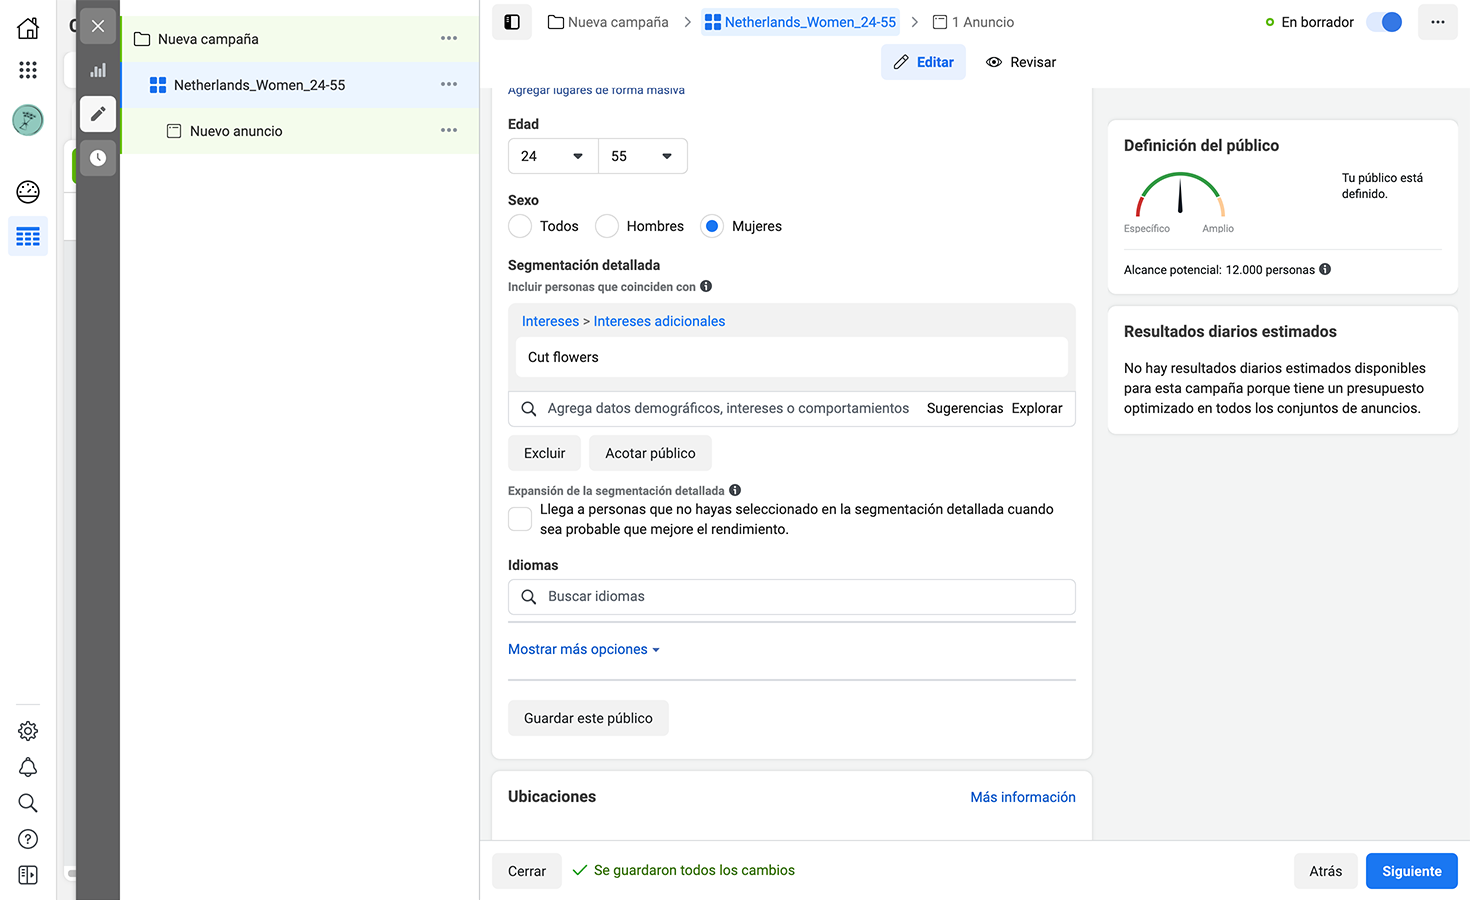 Nueva campaña
Netherlands_Women_24-55
Nuevo anuncio
Nueva campaña
Netherlands_Women_24-55
1 Anuncio
En borrador
Editar
Revisar
Agregar lugares de forma masiva
Edad
24
55
Sexo
Todos
Hombres
Mujeres
Segmentación detallada
Incluir personas que coinciden con
Intereses > Intereses adicionales
Cut flowers
Agrega datos demográficos, intereses o comportamientos
Sugerencias
Explorar
Excluir
Acotar público
Expansión de la segmentación detallada
Llega a personas que no hayas seleccionado en la segmentación detallada cuando
sea probable que mejore el rendimiento.
Idiomas
Buscar idiomas
Mostrar más opciones
Guardar este público
Ubicaciones
Más información
Cerrar
Se guardaron todos los cambios
Atrás
Siguiente
Definición del público
Tu público está
definido.
Específico
Amplio
Alcance potencial: 12.000 personas
Resultados diarios estimados
No hay resultados diarios estimados disponibles
para esta campaña porque tiene un presupuesto
optimizado en todos los conjuntos de anuncios.